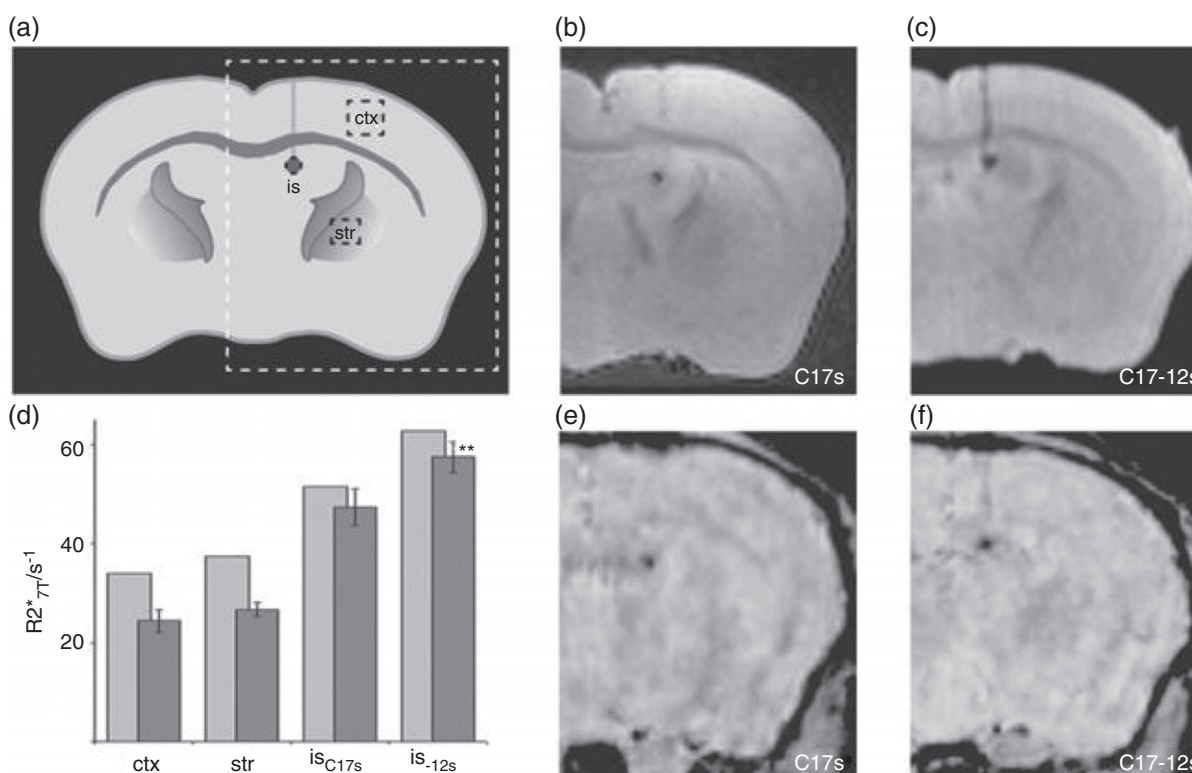 (a)
ctx
is
str
(b)
C17s
(c)
C17-12s
(d)
60
40
20
R2*7T/s-1
**
ctx
str
isC17s
is-12s
(e)
C17s
(f)
C17-12s